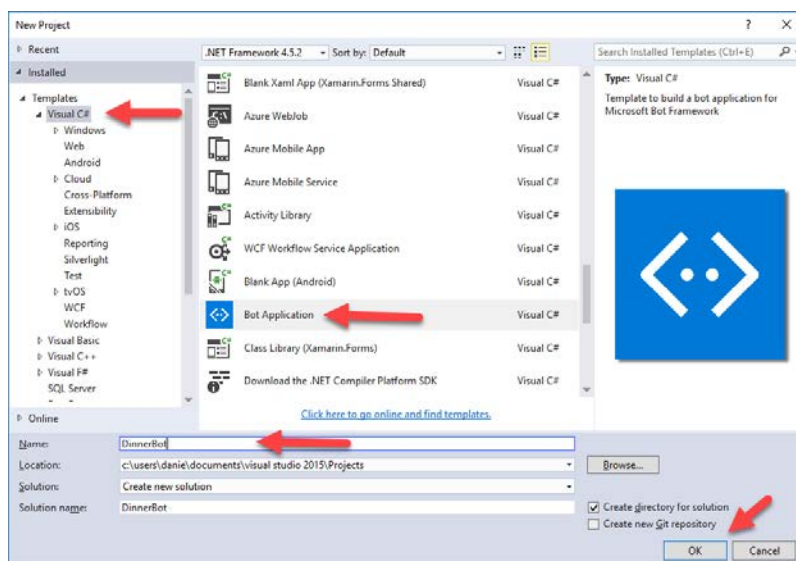 New Project
Recent
.NET Framework 4.5.2
Sort by: Default
Search Installed Templates (Ctrl+E)
Installed
Templates
Visual C#
Windows
Web
Android
Cloud
Cross-Platform
Extensibility
iOS
Reporting
Silverlight
Test
tvOS
WCF
Workflow
Visual Basic
Visual C++
Visual F#
SQL Server
Online
Blank Xaml App (Xamarin.Forms Shared) Visual C#
Azure WebJob Visual C#
Azure Mobile App Visual C#
Azure Mobile Service Visual C#
Activity Library Visual C#
WCF Workflow Service Application Visual C#
Blank App (Android) Visual C#
Bot Application Visual C#
Class Library (Xamarin.Forms) Visual C#
Download the .NET Compiler Platform SDK Visual C#
Click here to go online and find templates.
Type: Visual C#
Template to build a bot application for
Microsoft Bot Framework
Name: DinnerBot
Location: c:\users\danie\documents\visual studio 2015\Projects
Browse...
Solution: Create new solution
Solution name: DinnerBot
Create directory for solution
Create new Git repository
OK Cancel